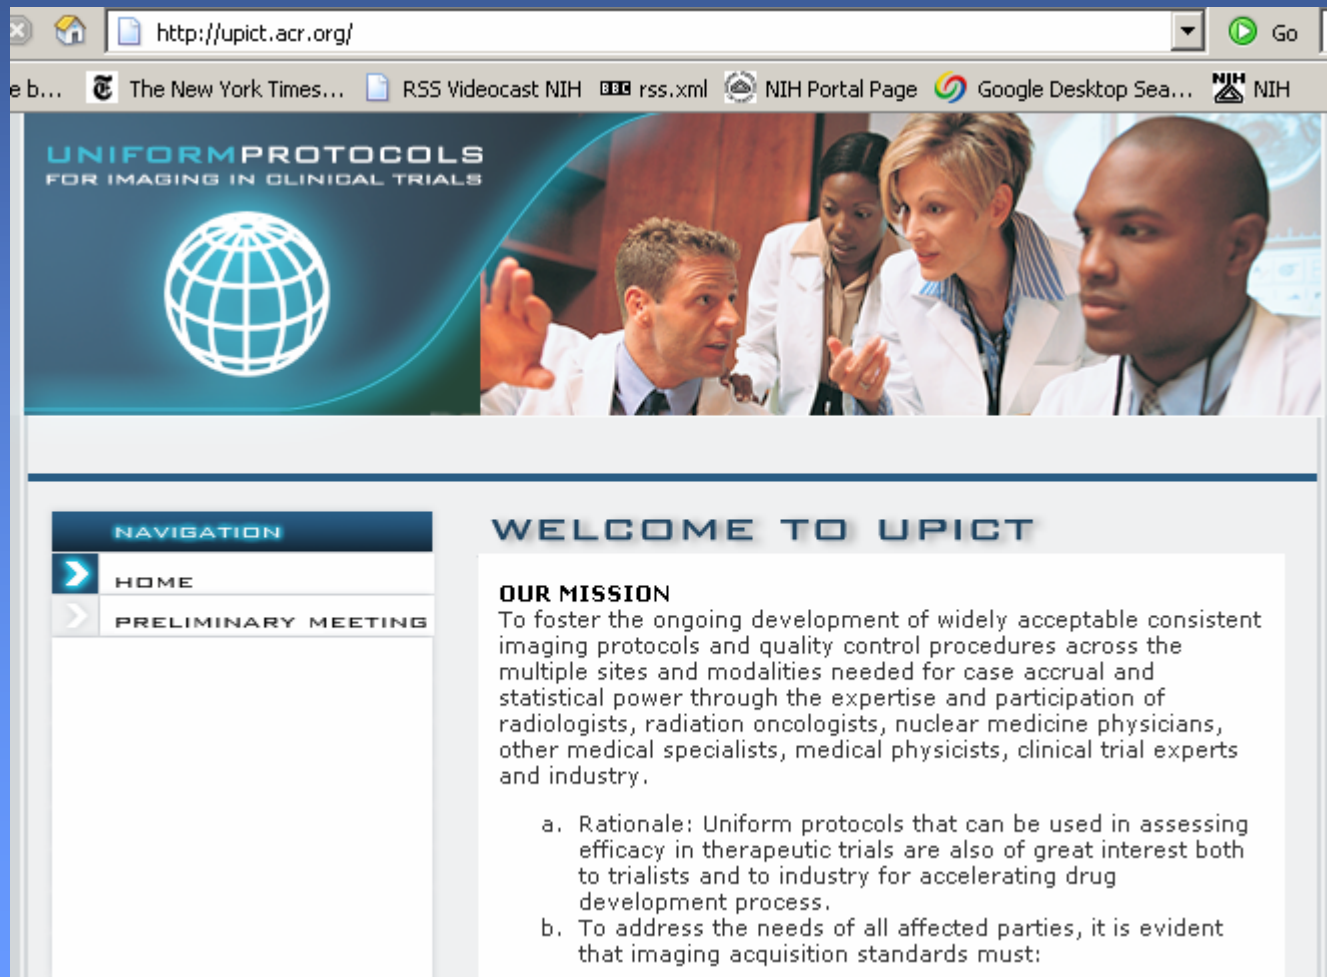 http://upict.acr.org/
Go
e b... The New York Times... RSS Videocast NIH BBC rss.xml NIH Portal Page Google Desktop Sea... NIH NIH
UNIFORMPROTOCOLS
FOR IMAGING IN CLINICAL TRIALS
NAVIGATION
HOME
PRELIMINARY MEETING
WELCOME TO UPICT
OUR MISSION
To foster the ongoing development of widely acceptable consistent
imaging protocols and quality control procedures across the
multiple sites and modalities needed for case accrual and
statistical power through the expertise and participation of
radiologists, radiation oncologists, nuclear medicine physicians,
other medical specialists, medical physicists, clinical trial experts
and industry.
a. Rationale: Uniform protocols that can be used in assessing
efficacy in therapeutic trials are also of great interest both
to trialists and to industry for accelerating drug
development process.
b. To address the needs of all affected parties, it is evident
that imaging acquisition standards must: